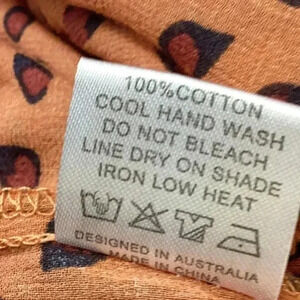 100%COTTON
COOL HAND WASH
DO NOT BLEACH
LINE DRY ON SHADE
IRON LOW HEAT
DESIGNED IN AUSTRALIA
MADE IN CHINA